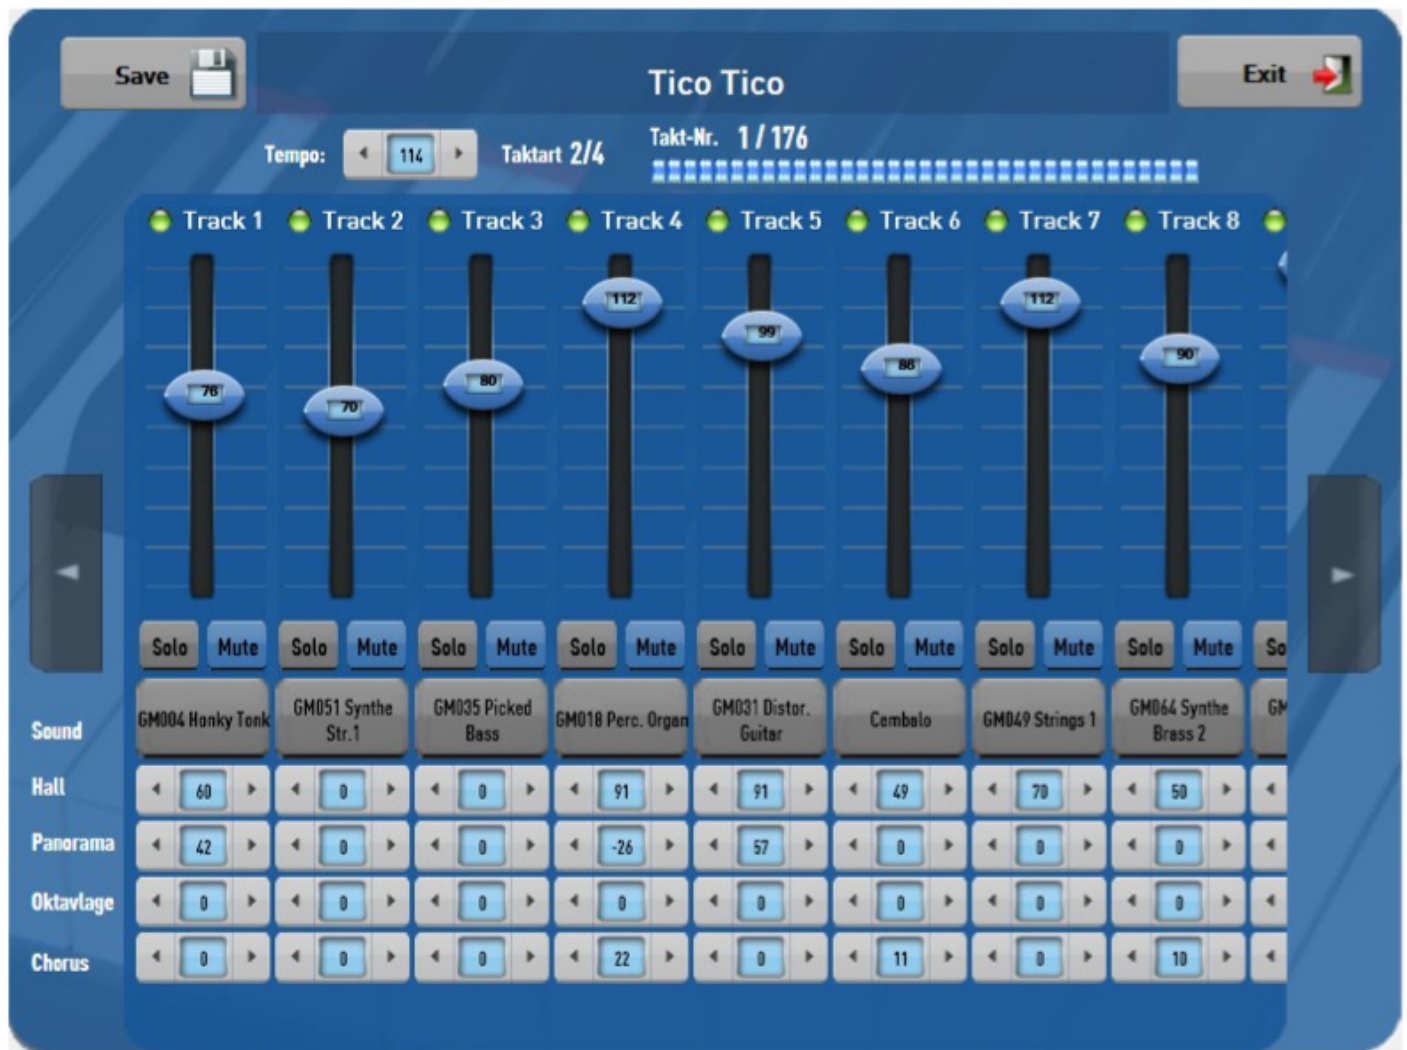 Save
Tico Tico
Exit
Tempo: 114 Taktart 2/4 Takt-Nr. 1 / 176
Track 1 Track 2 Track 3 Track 4 Track 5 Track 6 Track 7 Track 8
112 112
99
90
86
80
76
70
Solo Mute Solo Mute Solo Mute Solo Mute Solo Mute Solo Mute Solo Mute Solo Mute So
Sound GM004 Honky Tonk GM051 Synthe Str.1 GM035 Picked Bass GM018 Perc. Organ GM031 Distor. Guitar Cembalo GM049 Strings 1 GM064 Synthe Brass 2 GM
Hall 60 0 0 91 91 49 70 50
Panorama 42 0 0 -26 57 0 0 0
Oktavlage 0 0 0 0 0 0 0 0
Chorus 0 0 0 22 0 11 0 10